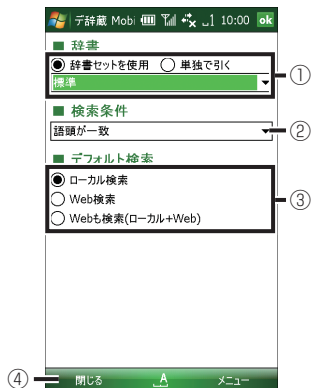 デ辞蔵 Mobi 10:00 ok
■ 辞書
辞書セットを使用 単独で引く
標準
①
■ 検索条件
語頭が一致
②
■ デフォルト検索
ローカル検索
Web検索
Webも検索(ローカル+Web)
③
④
閉じる A メニュー